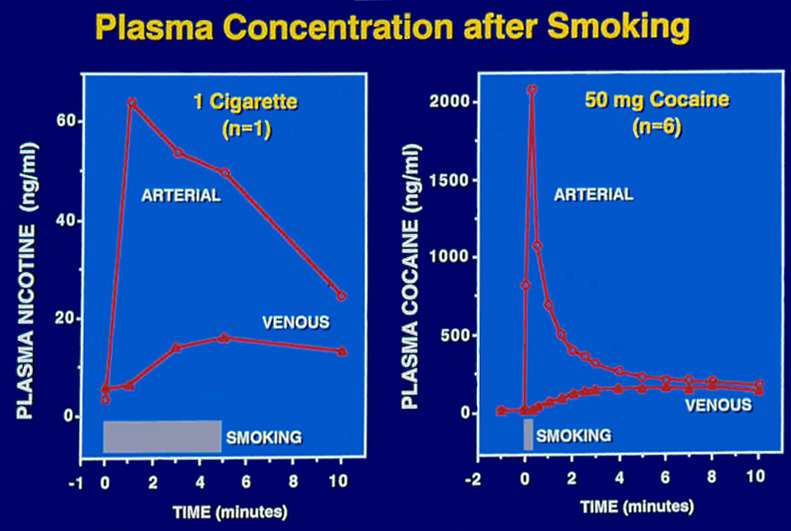 Plasma Concentration after Smoking
PLASMA NICOTINE (ng/ml)
60
40
20
0
1 Cigarette
(n=1)
ARTERIAL
VENOUS
SMOKING
-1 0 2 4 6 8 10
TIME (minutes)
PLASMA COCAINE (ng/ml)
2000
1500
1000
500
0
50 mg Cocaine
(n=6)
ARTERIAL
VENOUS
SMOKING
-2 0 2 4 6 8 10
TIME (minutes)